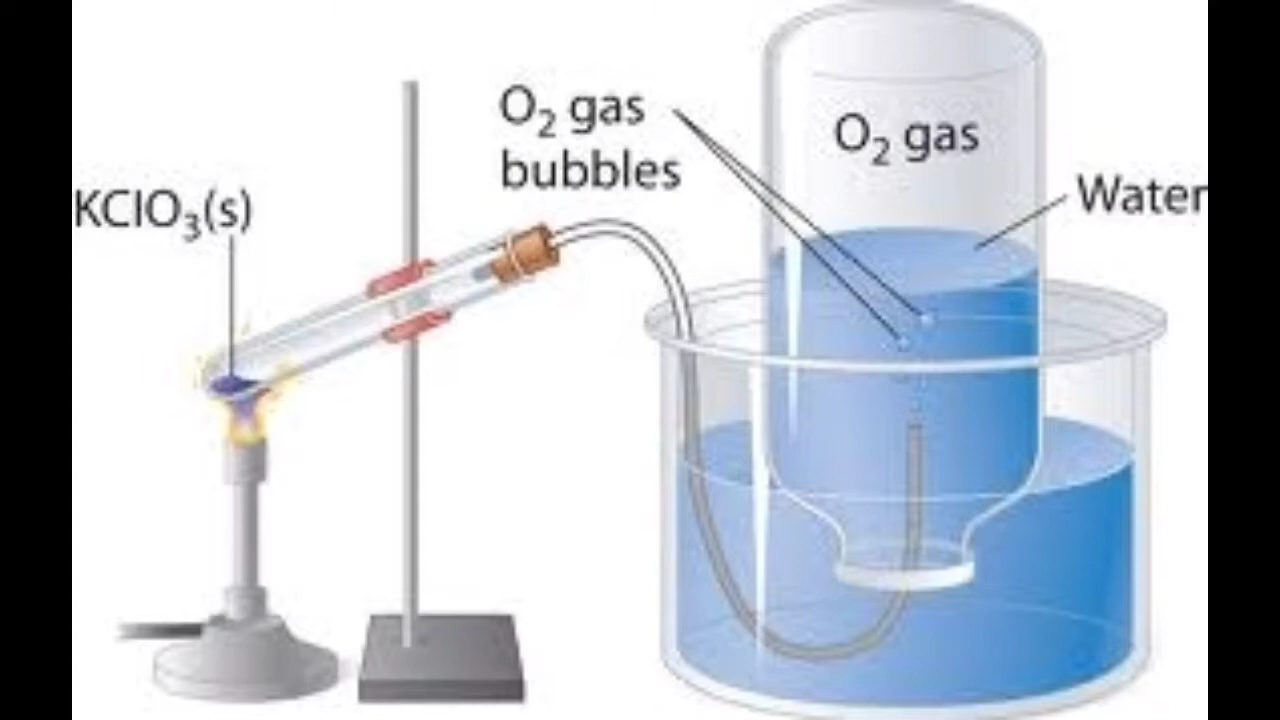 O₂ gas
bubbles
O₂ gas
Water
KClO₃(s)